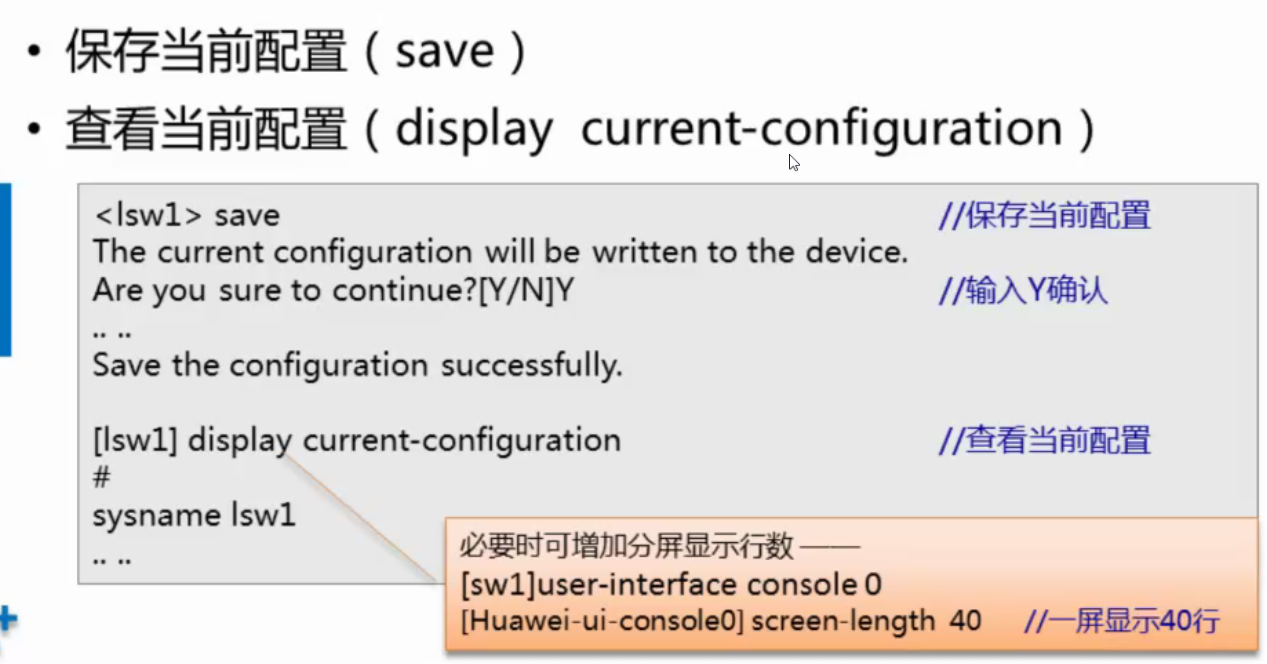 • 保存当前配置（save）
• 查看当前配置（display current-configuration）
<lsw1> save //保存当前配置
The current configuration will be written to the device.
Are you sure to continue?[Y/N]Y //输入Y确认
.. ..
Save the configuration successfully.
[lsw1] display current-configuration //查看当前配置
#
sysname lsw1
.. ..
必要时可增加分屏显示行数 ——
[sw1]user-interface console 0
[Huawei-ui-console0] screen-length 40 //一屏显示40行